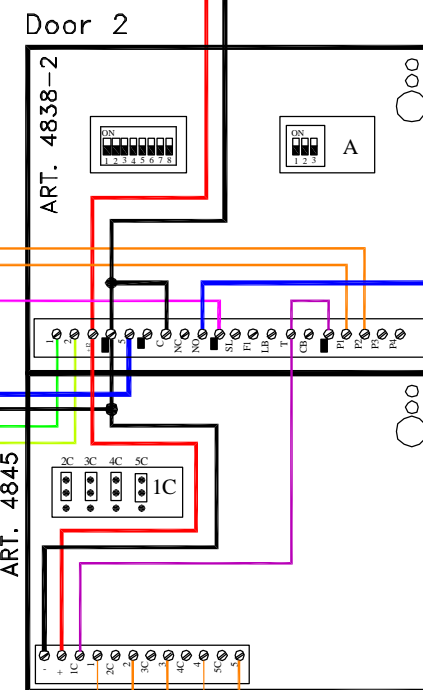 Door 2
ART. 4838-2
ON
1 2 3 4 5 6 7 8
ON
1 2 3
A
1 2 +12 5 C NC NO SL F1 LB T CB P1 P2 P3 P4
ART. 4845
2C 3C 4C 5C
1C
- + 1C 1 2C 2 3C 3 4C 4 5C 5